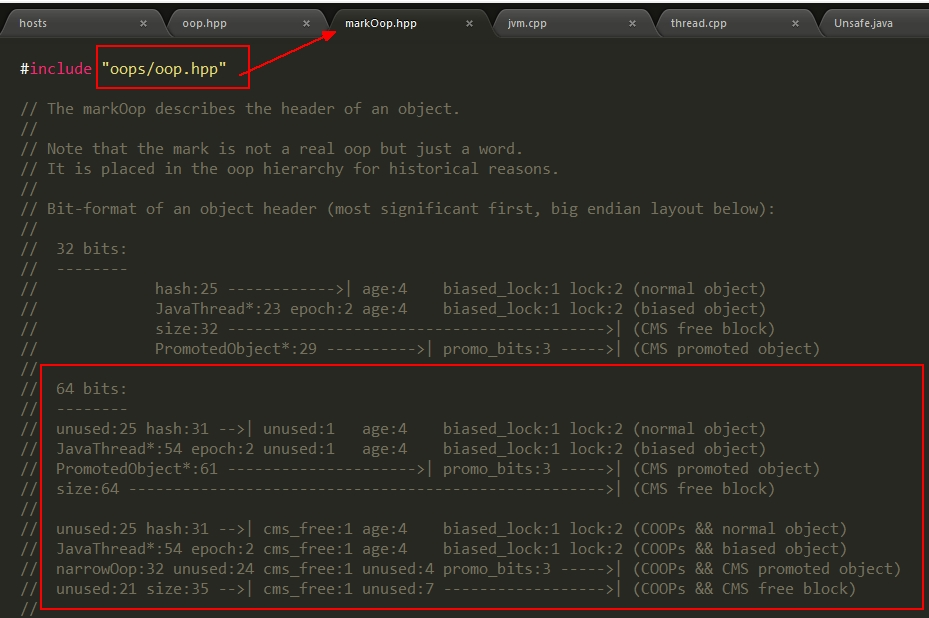 hosts × oop.hpp × markOop.hpp × jvm.cpp × thread.cpp × Unsafe.java
#include "oops/oop.hpp"
// The markOop describes the header of an object.
//
// Note that the mark is not a real oop but just a word.
// It is placed in the oop hierarchy for historical reasons.
//
// Bit-format of an object header (most significant first, big endian layout below):
//
//  32 bits:
//  --------
//             hash:25 ------------>| age:4    biased_lock:1 lock:2 (normal object)
//             JavaThread*:23 epoch:2 age:4    biased_lock:1 lock:2 (biased object)
//             size:32 ------------------------------------------>| (CMS free block)
//             PromotedObject*:29 ---------->| promo_bits:3 ----->| (CMS promoted object)
//
//  64 bits:
//  --------
//  unused:25 hash:31 -->| unused:1   age:4    biased_lock:1 lock:2 (normal object)
//  JavaThread*:54 epoch:2 unused:1   age:4    biased_lock:1 lock:2 (biased object)
//  PromotedObject*:61 --------------------->| promo_bits:3 ----->| (CMS promoted object)
//  size:64 ----------------------------------------------------->| (CMS free block)
//
//  unused:25 hash:31 -->| cms_free:1 age:4    biased_lock:1 lock:2 (COOPs && normal object)
//  JavaThread*:54 epoch:2 cms_free:1 age:4    biased_lock:1 lock:2 (COOPs && biased object)
//  narrowOop:32 unused:24 cms_free:1 unused:4 promo_bits:3 ----->| (COOPs && CMS promoted object)
//  unused:21 size:35 -->| cms_free:1 unused:7 ------------------>| (COOPs && CMS free block)
//